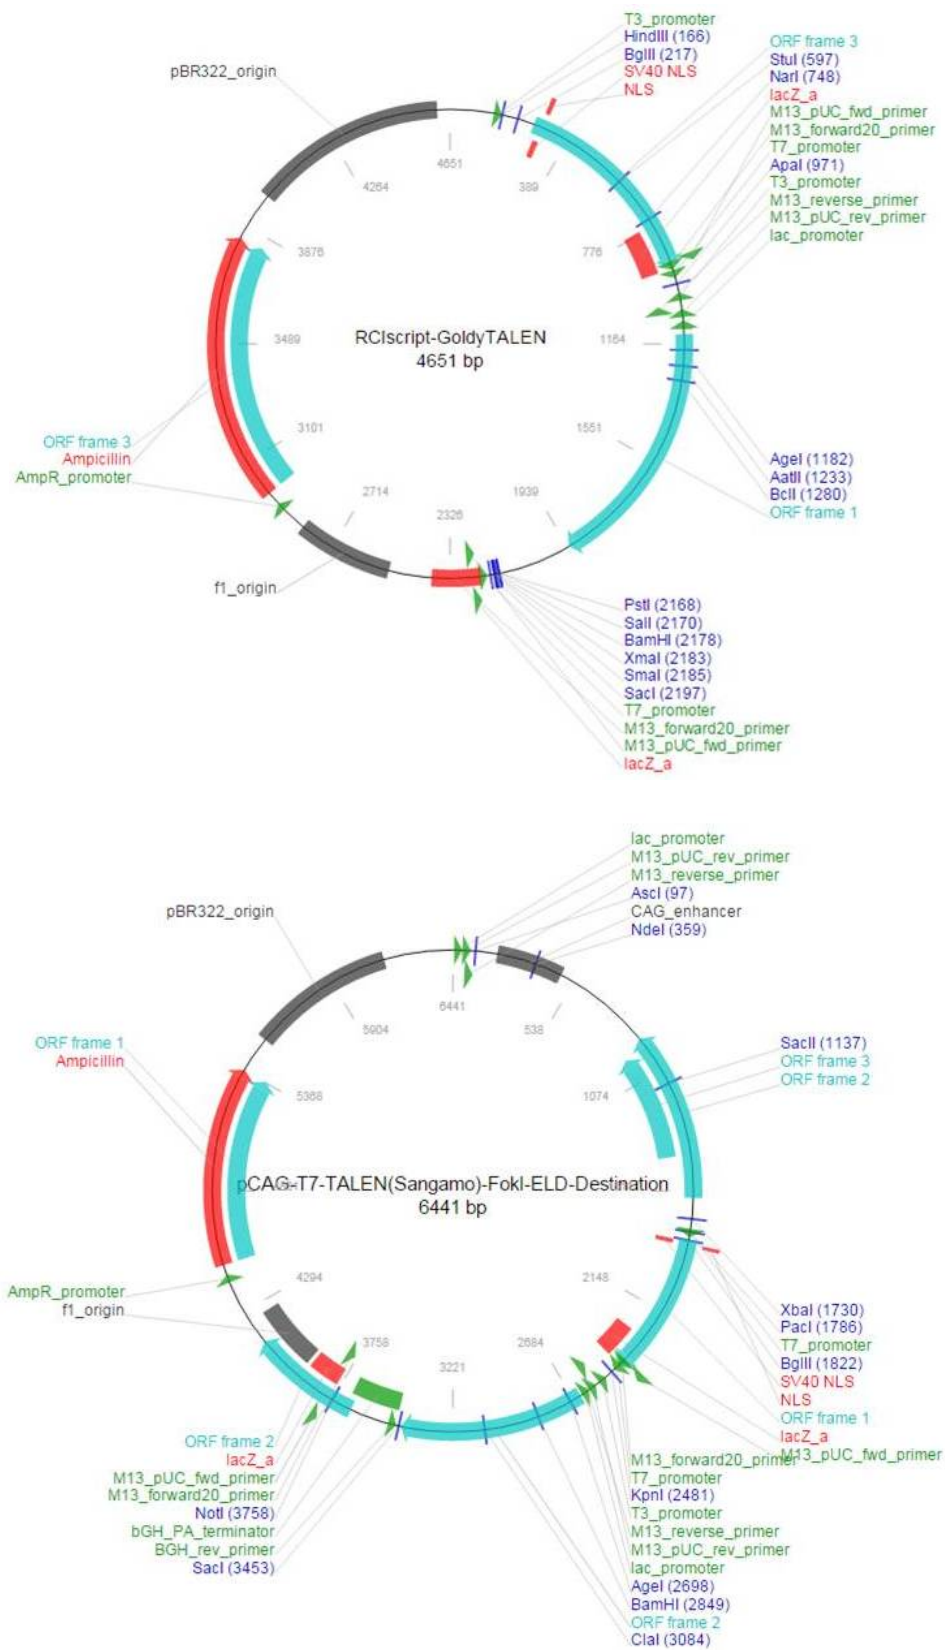 T3_promoter
HindIII (166)
BglII (217)
SV40 NLS
NLS
pBR322_origin
ORF frame 3
StuI (597)
NarI (748)
lacZ_a
M13_pUC_fwd_primer
M13_forward20_primer
T7_promoter
ApaI (971)
T3_promoter
M13_reverse_primer
M13_pUC_rev_primer
lac_promoter
4651
389
4264
776
3876
RCIscript-GoldyTALEN
4651 bp
3489
1164
3101
1551
2714
1939
2326
ORF frame 3
Ampicillin
AmpR_promoter
AgeI (1182)
AatII (1233)
BclI (1280)
ORF frame 1
f1_origin
PstI (2168)
SalI (2170)
BamHI (2178)
XmaI (2183)
SmaI (2185)
SacI (2197)
T7_promoter
M13_forward20_primer
M13_pUC_fwd_primer
lacZ_a
lac_promoter
M13_pUC_rev_primer
M13_reverse_primer
AscI (97)
CAG_enhancer
NdeI (359)
pBR322_origin
6441
538
5904
ORF frame 1
Ampicillin
SacII (1137)
ORF frame 3
ORF frame 2
5368
1074
pCAG-T7-TALEN(Sangamo)-FokI-ELD-Destination
6441 bp
4294
2148
3758
2684
3221
AmpR_promoter
f1_origin
XbaI (1730)
PacI (1786)
T7_promoter
BglII (1822)
SV40 NLS
NLS
ORF frame 1
lacZ_a
M13_pUC_fwd_primer
ORF frame 2
lacZ_a
M13_pUC_fwd_primer
M13_forward20_primer
NotI (3758)
bGH_PA_terminator
BGH_rev_primer
SacI (3453)
M13_forward20_primer
T7_promoter
KpnI (2481)
T3_promoter
M13_reverse_primer
M13_pUC_rev_primer
lac_promoter
AgeI (2698)
BamHI (2849)
ORF frame 2
ClaI (3084)